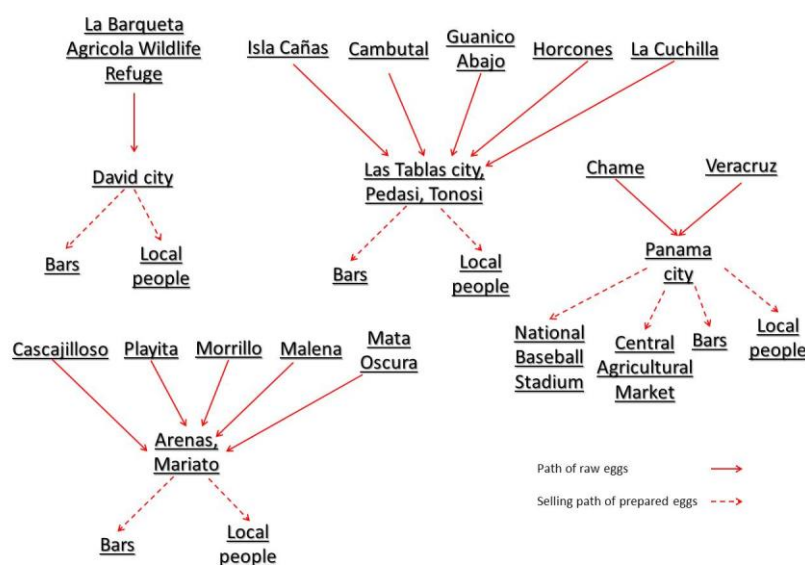 La Barqueta
Agricola Wildlife
Refuge
David city
Bars
Local
people
Isla Cañas
Cambutal
Guanico
Abajo
Horcones
La Cuchilla
Las Tablas city,
Pedasi, Tonosi
Bars
Local
people
Chame
Veracruz
Panama
city
National
Baseball
Stadium
Central
Agricultural
Market
Bars
Local
people
Cascajilloso
Playita
Morrillo
Malena
Mata
Oscura
Arenas,
Mariato
Bars
Local
people
Path of raw eggs
Selling path of prepared eggs